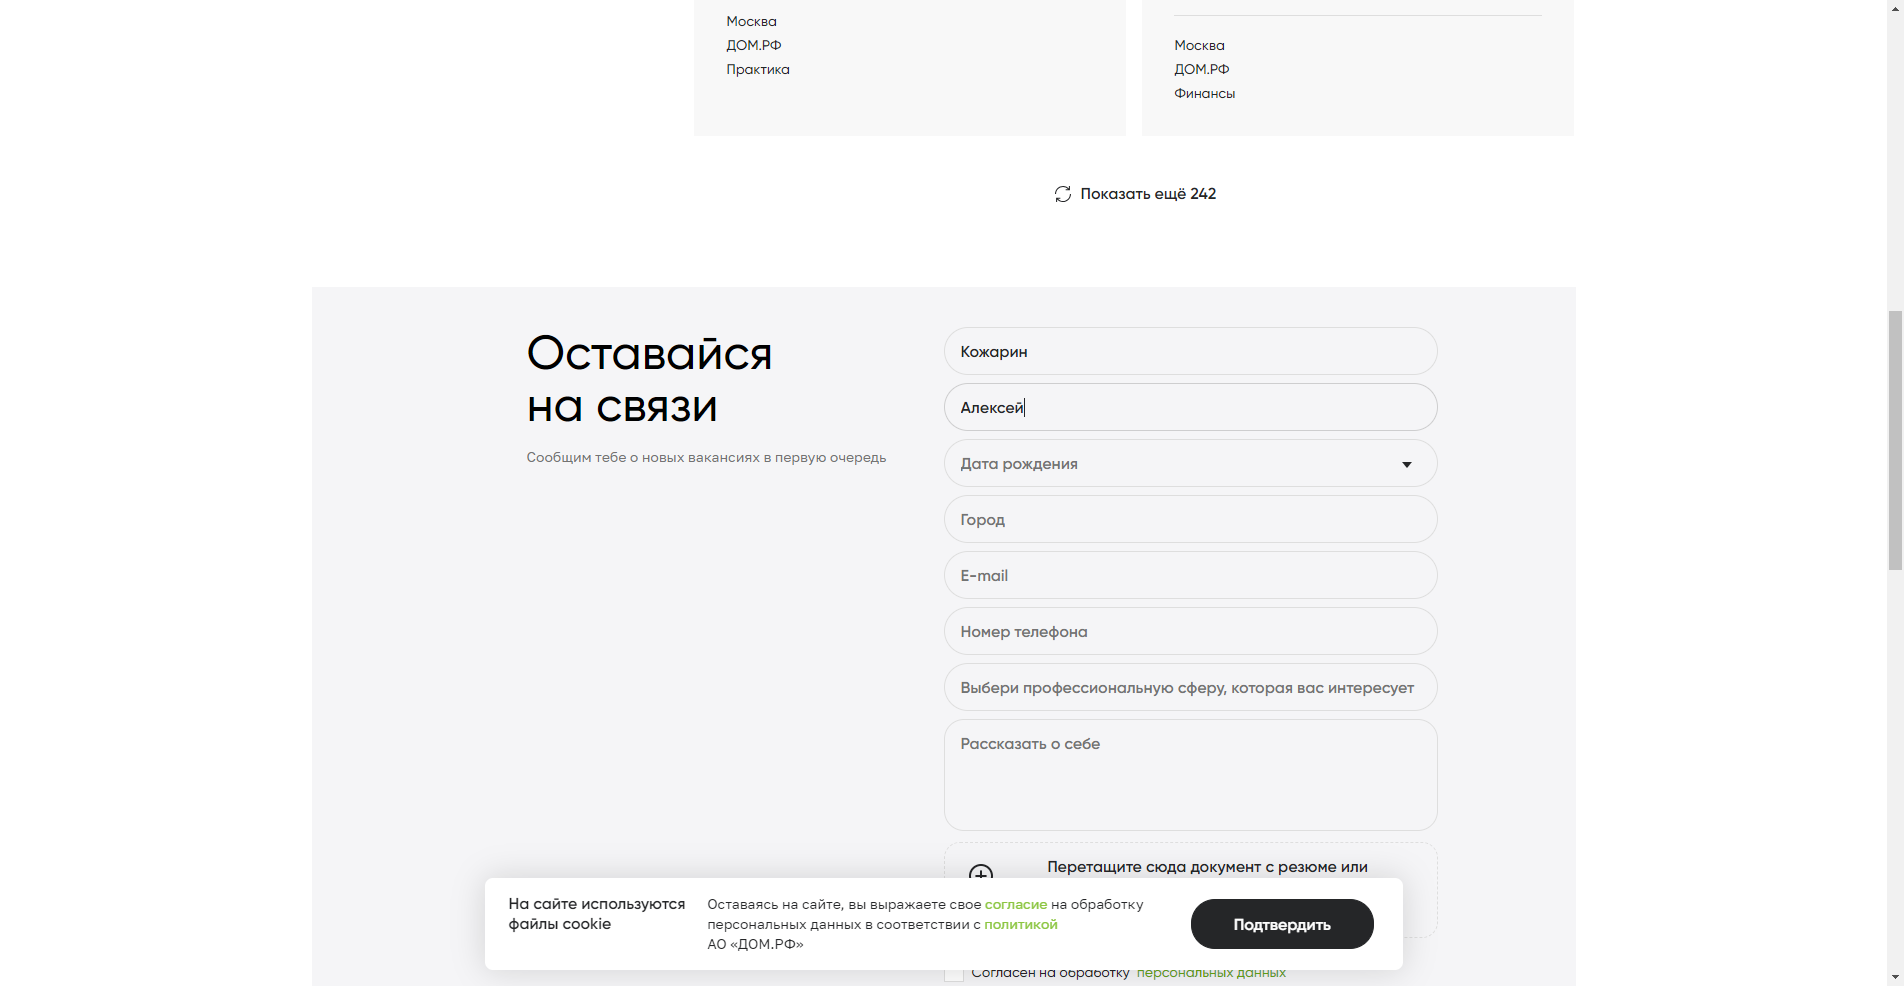 Москва
ДОМ.РФ
Практика
Москва
ДОМ.РФ
Финансы
Показать ещё 242
Оставайся
на связи
Сообщим тебе о новых вакансиях в первую очередь
Кожарин
Алексей
Дата рождения
Город
E-mail
Номер телефона
Выбери профессиональную сферу, которая вас интересует
Рассказать о себе
Перетащите сюда документ с резюме или
На сайте используются
файлы cookie
Оставаясь на сайте, вы выражаете свое согласие на обработку
персональных данных в соответствии с политикой
АО «ДОМ.РФ»
Подтвердить
Согласен на обработку персональных данных